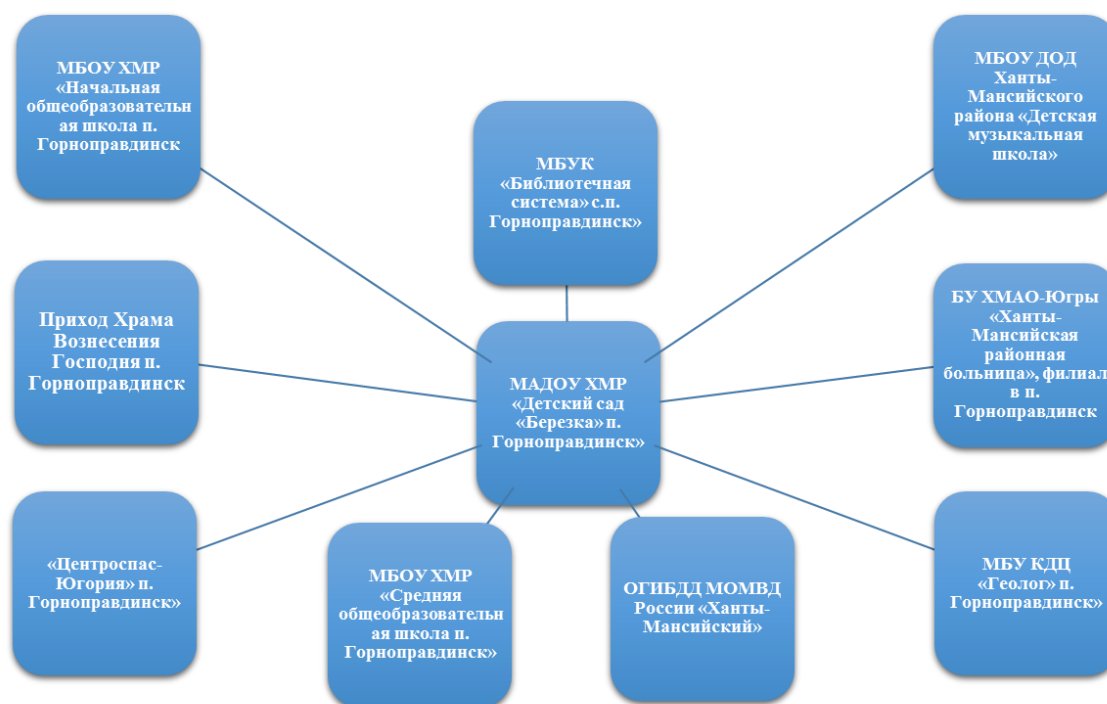 МБОУ ХМР
«Начальная
общеобразовательн
ая школа п.
Горноправдинск
МБУК
«Библиотечная
система» с.п.
Горноправдинск»
МБОУ ДОД
Ханты-
Мансийского
района «Детская
музыкальная
школа»
Приход Храма
Вознесения
Господня п.
Горноправдинск
МАДОУ ХМР
«Детский сад
«Березка» п.
Горноправдинск»
БУ ХМАО-Югры
«Ханты-
Мансийская
районная
больница», филиал
в п.
Горноправдинск
«Центроспас-
Югория» п.
Горноправдинск»
МБОУ ХМР
«Средняя
общеобразовательн
ая школа п.
Горноправдинск»
ОГИБДД МОМВД
России «Ханты-
Мансийский»
МБУ КДЦ
«Геолог» п.
Горноправдинск»